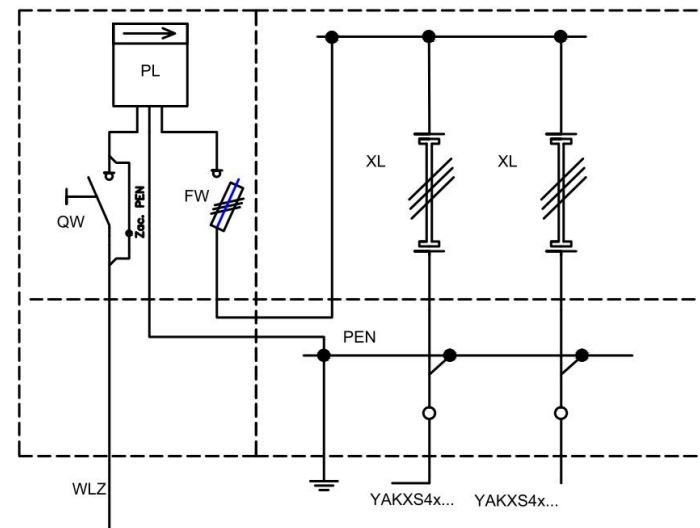 PL
XL
XL
FW
QW
Zac. PEN
PEN
WLZ
YAKXS4x...
YAKXS4x...